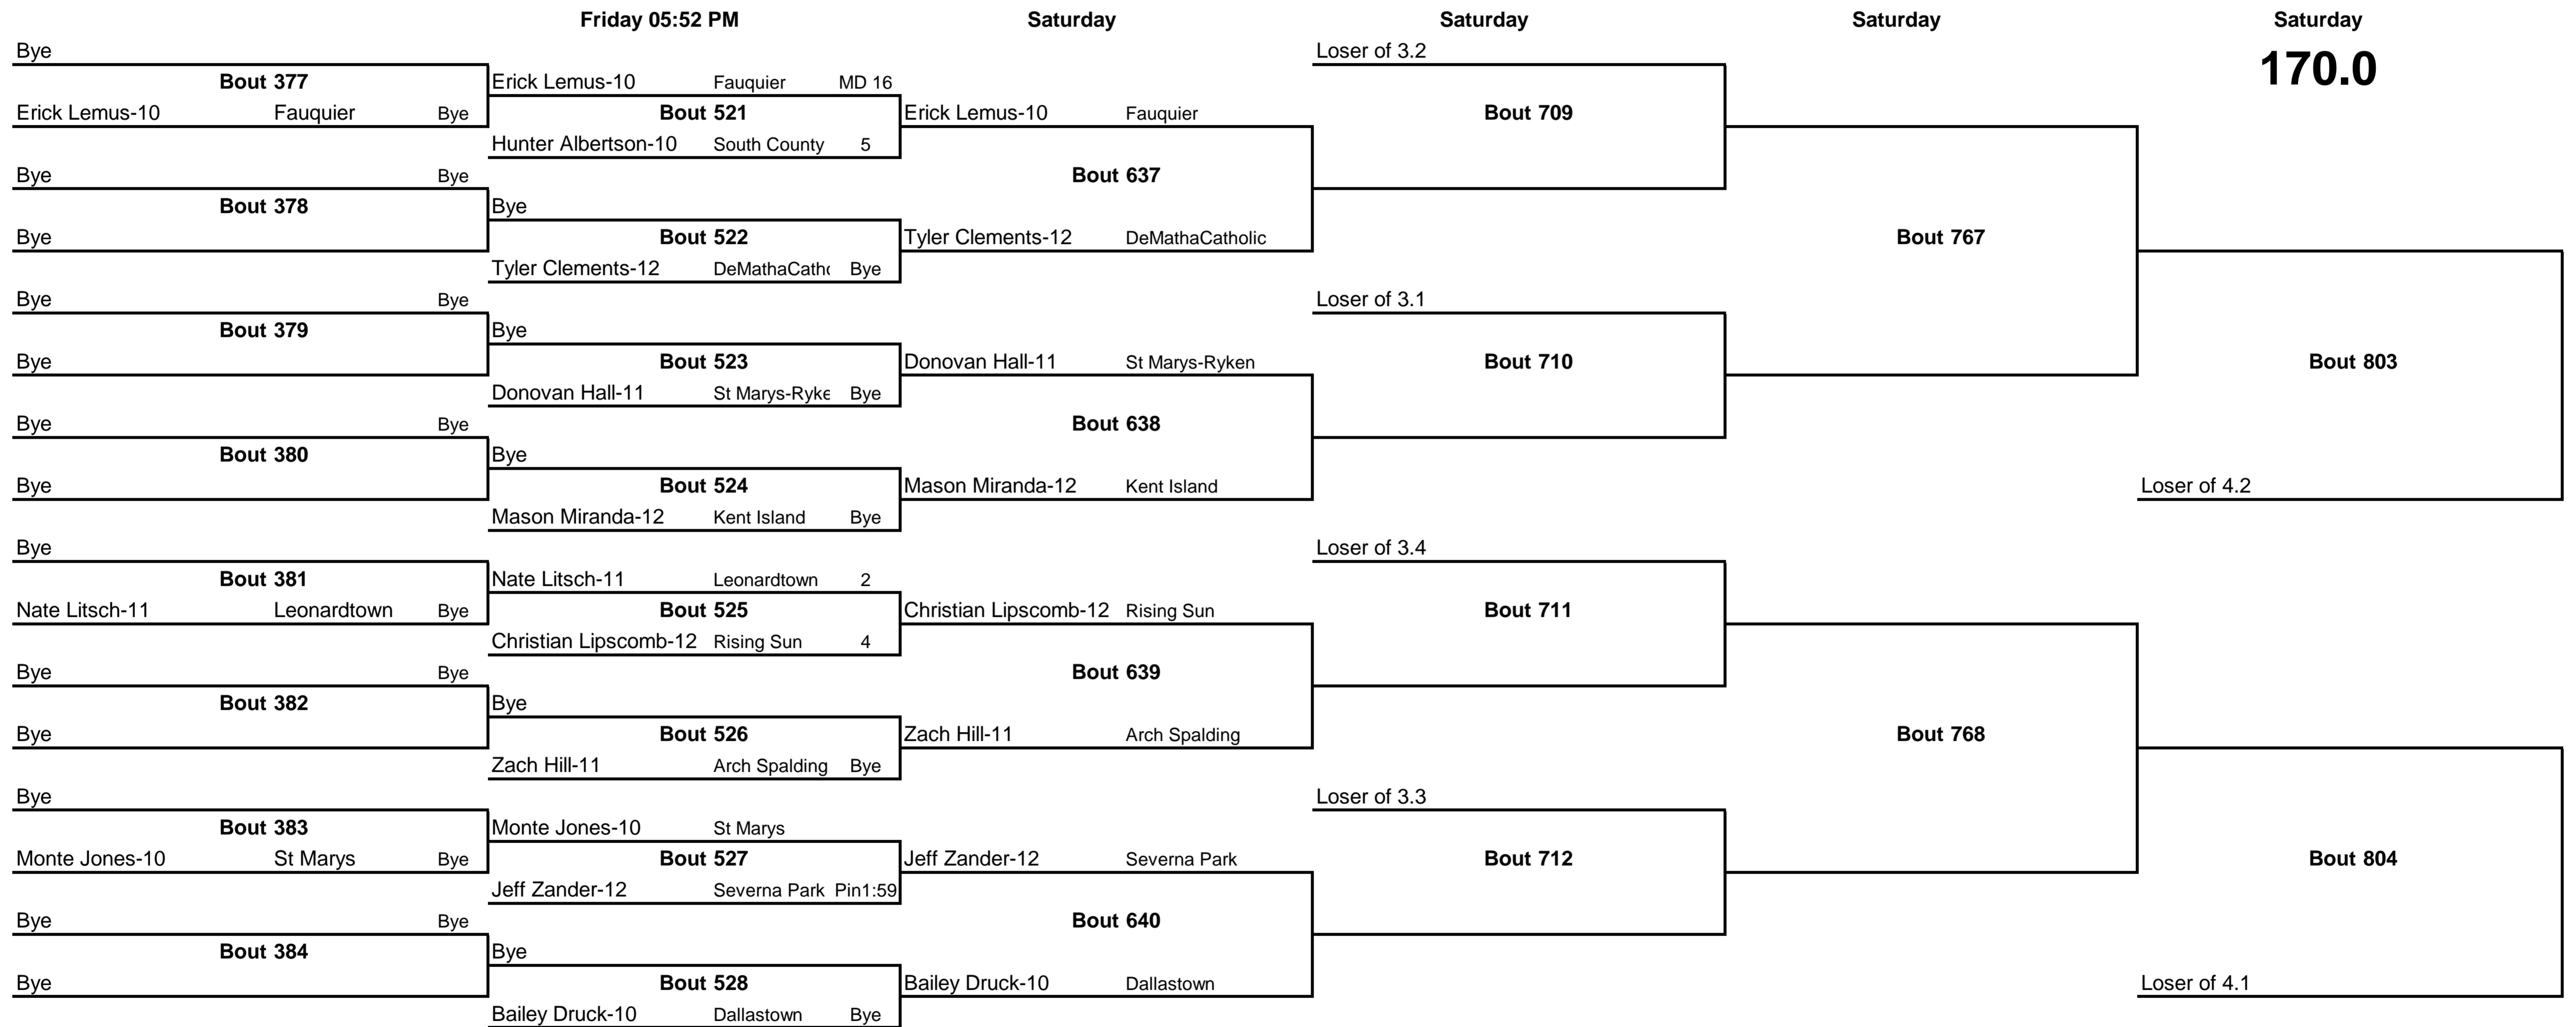 Friday 05:52 PM Saturday Saturday Saturday Saturday
Bye Loser of 3.2
170.0
Bout 377 Erick Lemus-10 Fauquier MD 16
Erick Lemus-10 Fauquier Bye Bout 521 Erick Lemus-10 Fauquier Bout 709
Hunter Albertson-10 South County 5
Bye Bye Bout 637
Bout 378 Bye
Bye Bout 522 Tyler Clements-12 DeMathaCatholic Bout 767
Tyler Clements-12 DeMathaCath Bye
Bye Bye Loser of 3.1
Bout 379 Bye
Bye Bout 523 Donovan Hall-11 St Marys-Ryken Bout 710 Bout 803
Donovan Hall-11 St Marys-Ryke Bye
Bye Bye Bout 638
Bout 380 Bye
Bye Bout 524 Mason Miranda-12 Kent Island Loser of 4.2
Mason Miranda-12 Kent Island Bye
Bye Loser of 3.4
Bout 381 Nate Litsch-11 Leonardtown 2
Nate Litsch-11 Leonardtown Bye Bout 525 Christian Lipscomb-12 Rising Sun Bout 711
Christian Lipscomb-12 Rising Sun 4
Bye Bye Bout 639
Bout 382 Bye
Bye Bout 526 Zach Hill-11 Arch Spalding Bout 768
Zach Hill-11 Arch Spalding Bye
Bye Loser of 3.3
Bout 383 Monte Jones-10 St Marys
Monte Jones-10 St Marys Bye Bout 527 Jeff Zander-12 Severna Park Bout 712 Bout 804
Jeff Zander-12 Severna Park Pin1:59
Bye Bye Bout 640
Bout 384 Bye
Bye Bout 528 Bailey Druck-10 Dallastown Loser of 4.1
Bailey Druck-10 Dallastown Bye